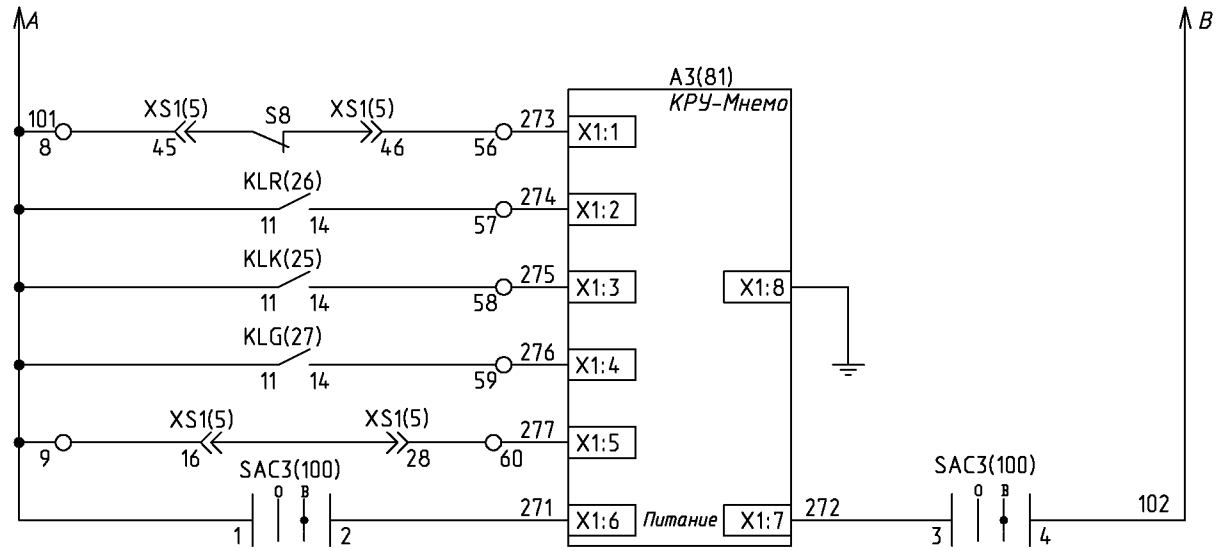 A
B
A3(81)
КРУ-Мнемо
101
XS1(5)
S8
XS1(5)
273
X1:1
8
45
46
56
KLR(26)
274
X1:2
11
14
57
KLK(25)
275
X1:3
X1:8
11
14
58
KLG(27)
276
X1:4
11
14
59
XS1(5)
XS1(5)
277
X1:5
9
16
28
60
SAC3(100)
SAC3(100)
О
В
О
В
271
X1:6
Питание
X1:7
272
102
1
2
3
4